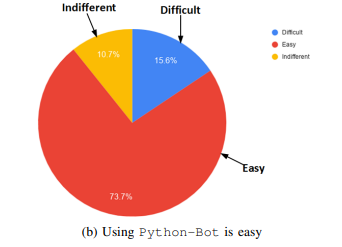 Indifferent
Difficult
Difficult
Easy
Indifferent
10.7%
15.6%
Easy
73.7%
(b) Using Python-Bot is easy